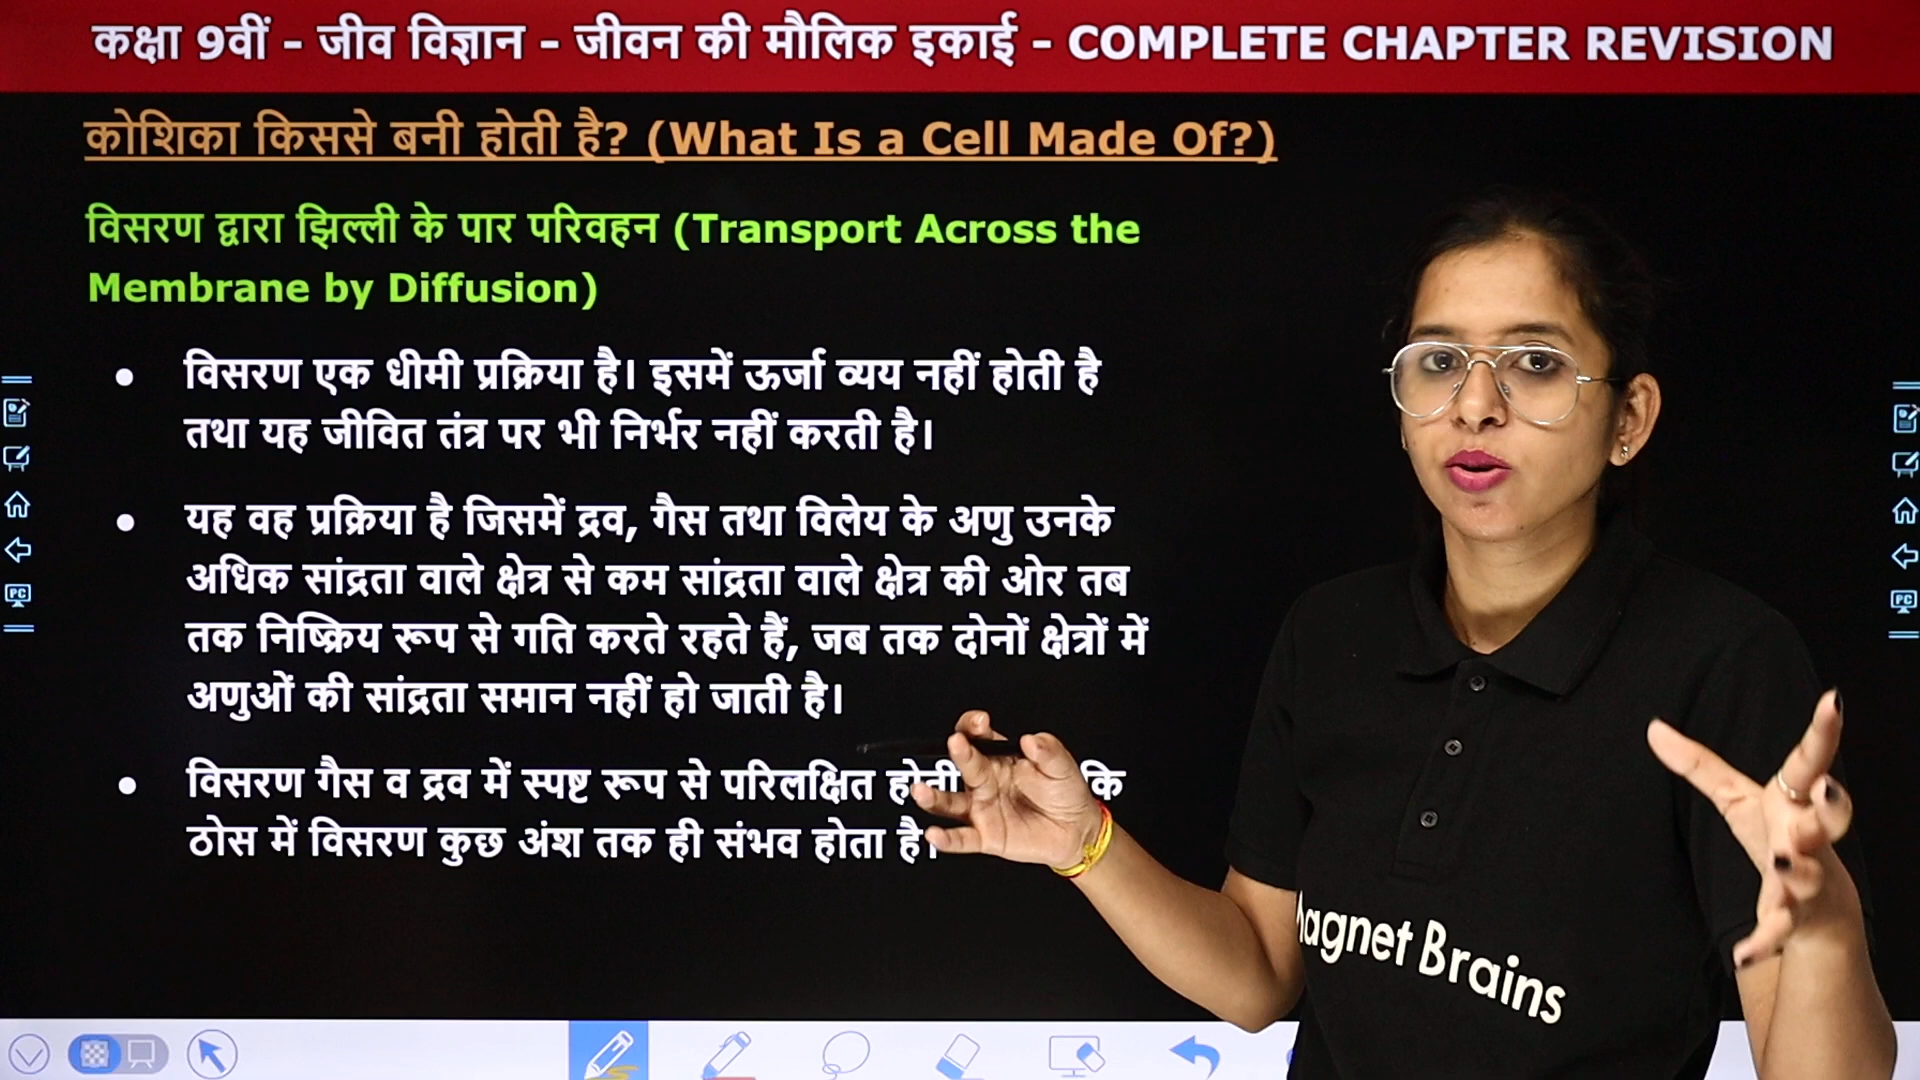 कक्षा 9वीं - जीव विज्ञान - जीवन की मौलिक इकाई - COMPLETE CHAPTER REVISION
कोशिका किससे बनी होती है? (What Is a Cell Made Of?)
विसरण द्वारा झिल्ली के पार परिवहन (Transport Across the
Membrane by Diffusion)
• विसरण एक धीमी प्रक्रिया है। इसमें ऊर्जा व्यय नहीं होती है
तथा यह जीवित तंत्र पर भी निर्भर नहीं करती है।
• यह वह प्रक्रिया है जिसमें द्रव, गैस तथा विलेय के अणु उनके
अधिक सांद्रता वाले क्षेत्र से कम सांद्रता वाले क्षेत्र की ओर तब
तक निष्क्रिय रूप से गति करते रहते हैं, जब तक दोनों क्षेत्रों में
अणुओं की सांद्रता समान नहीं हो जाती है।
• विसरण गैस व द्रव में स्पष्ट रूप से परिलक्षित होती कि
ठोस में विसरण कुछ अंश तक ही संभव होता है।
PC
PC
agnet Brains